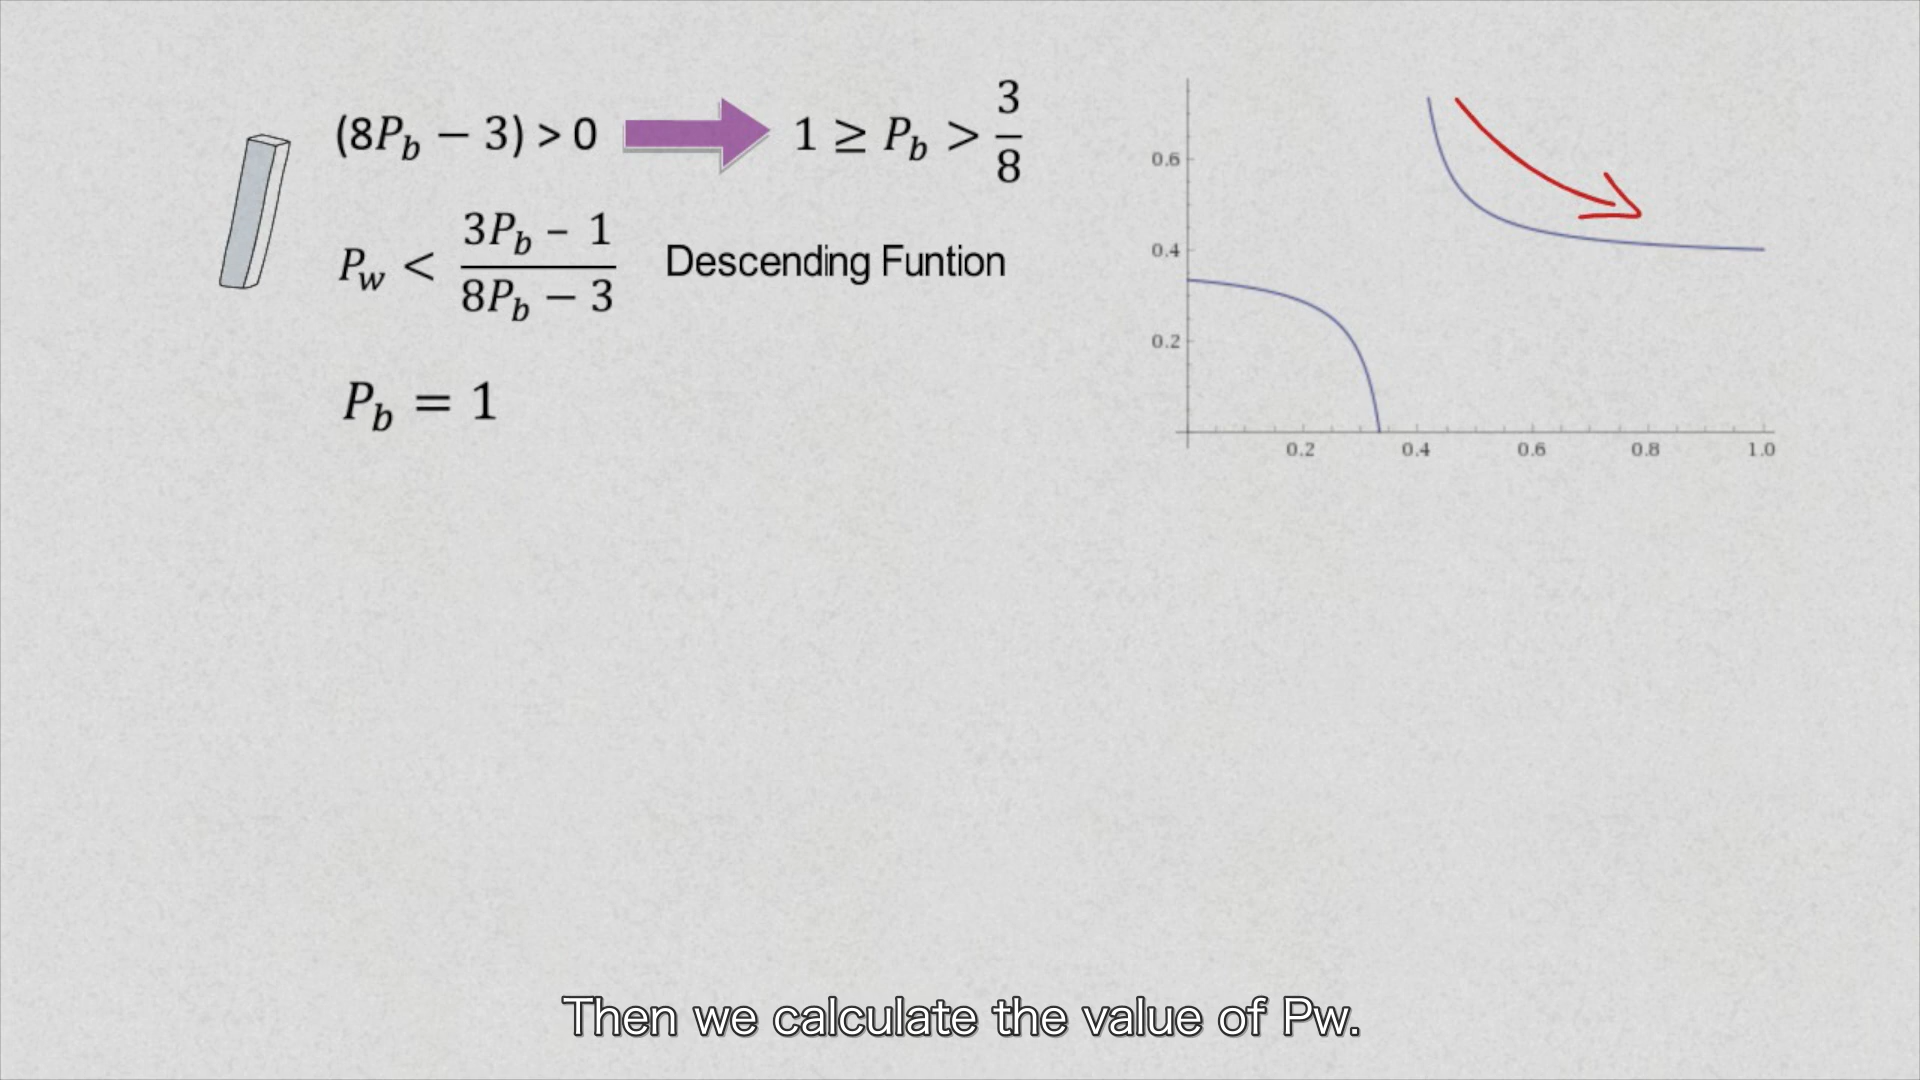 (8P_b − 3) > 0
1 ≥ P_b > 3/8
P_w < (3P_b − 1)/(8P_b − 3)
Descending Funtion
P_b = 1
0.6
0.4
0.2
0.2 0.4 0.6 0.8 1.0
Then we calculate the value of Pw.